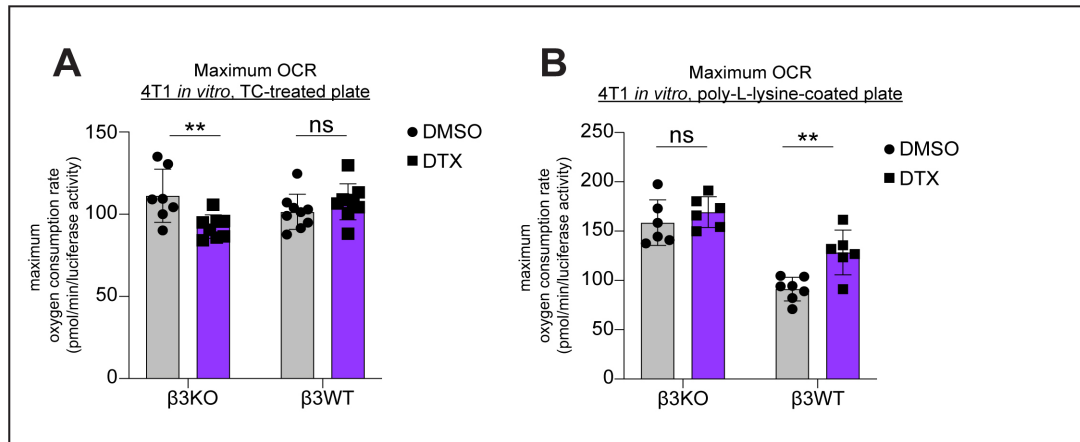 A
Maximum OCR
4T1 in vitro, TC-treated plate
maximum
oxygen consumption rate
(pmol/min/luciferase activity)
150
100
50
0
**
ns
DMSO
DTX
β3KO
β3WT
B
Maximum OCR
4T1 in vitro, poly-L-lysine-coated plate
maximum
oxygen consumption rate
(pmol/min/luciferase activity)
250
200
150
100
50
0
ns
**
DMSO
DTX
β3KO
β3WT